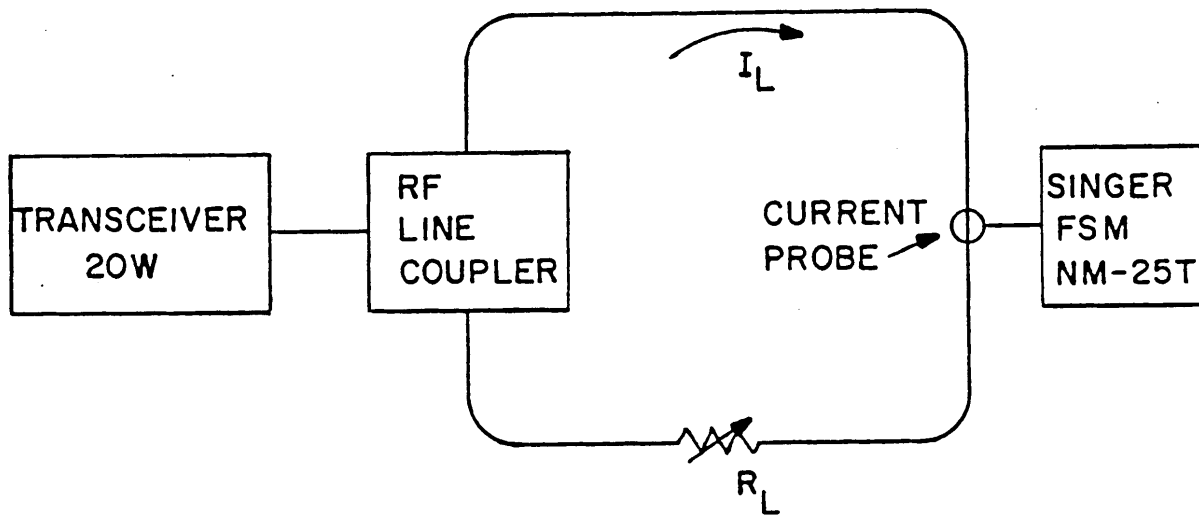 TRANSCEIVER
20W
RF
LINE
COUPLER
I_L
CURRENT
PROBE
SINGER
FSM
NM-25T
R_L